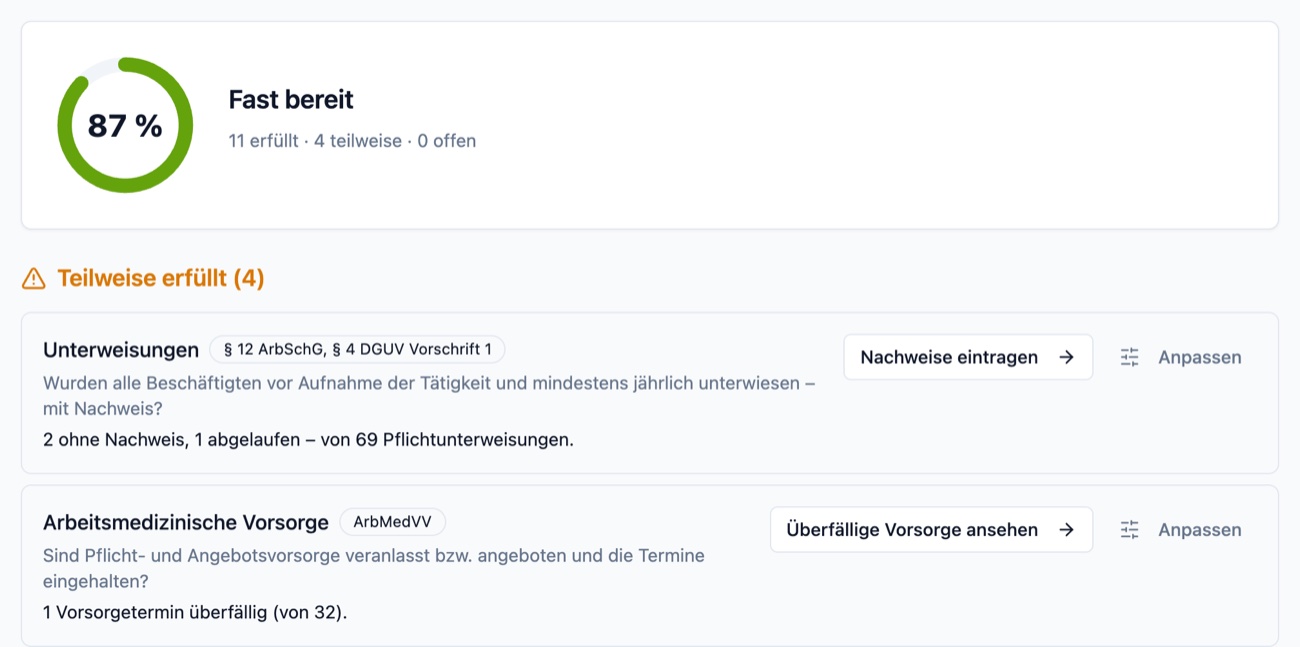 87 %
Fast bereit
11 erfüllt · 4 teilweise · 0 offen
Teilweise erfüllt (4)
Unterweisungen § 12 ArbSchG, § 4 DGUV Vorschrift 1
Nachweise eintragen → Anpassen
Wurden alle Beschäftigten vor Aufnahme der Tätigkeit und mindestens jährlich unterwiesen –
mit Nachweis?
2 ohne Nachweis, 1 abgelaufen – von 69 Pflichtunterweisungen.
Arbeitsmedizinische Vorsorge ArbMedVV
Überfällige Vorsorge ansehen → Anpassen
Sind Pflicht- und Angebotsvorsorge veranlasst bzw. angeboten und die Termine
eingehalten?
1 Vorsorgetermin überfällig (von 32).